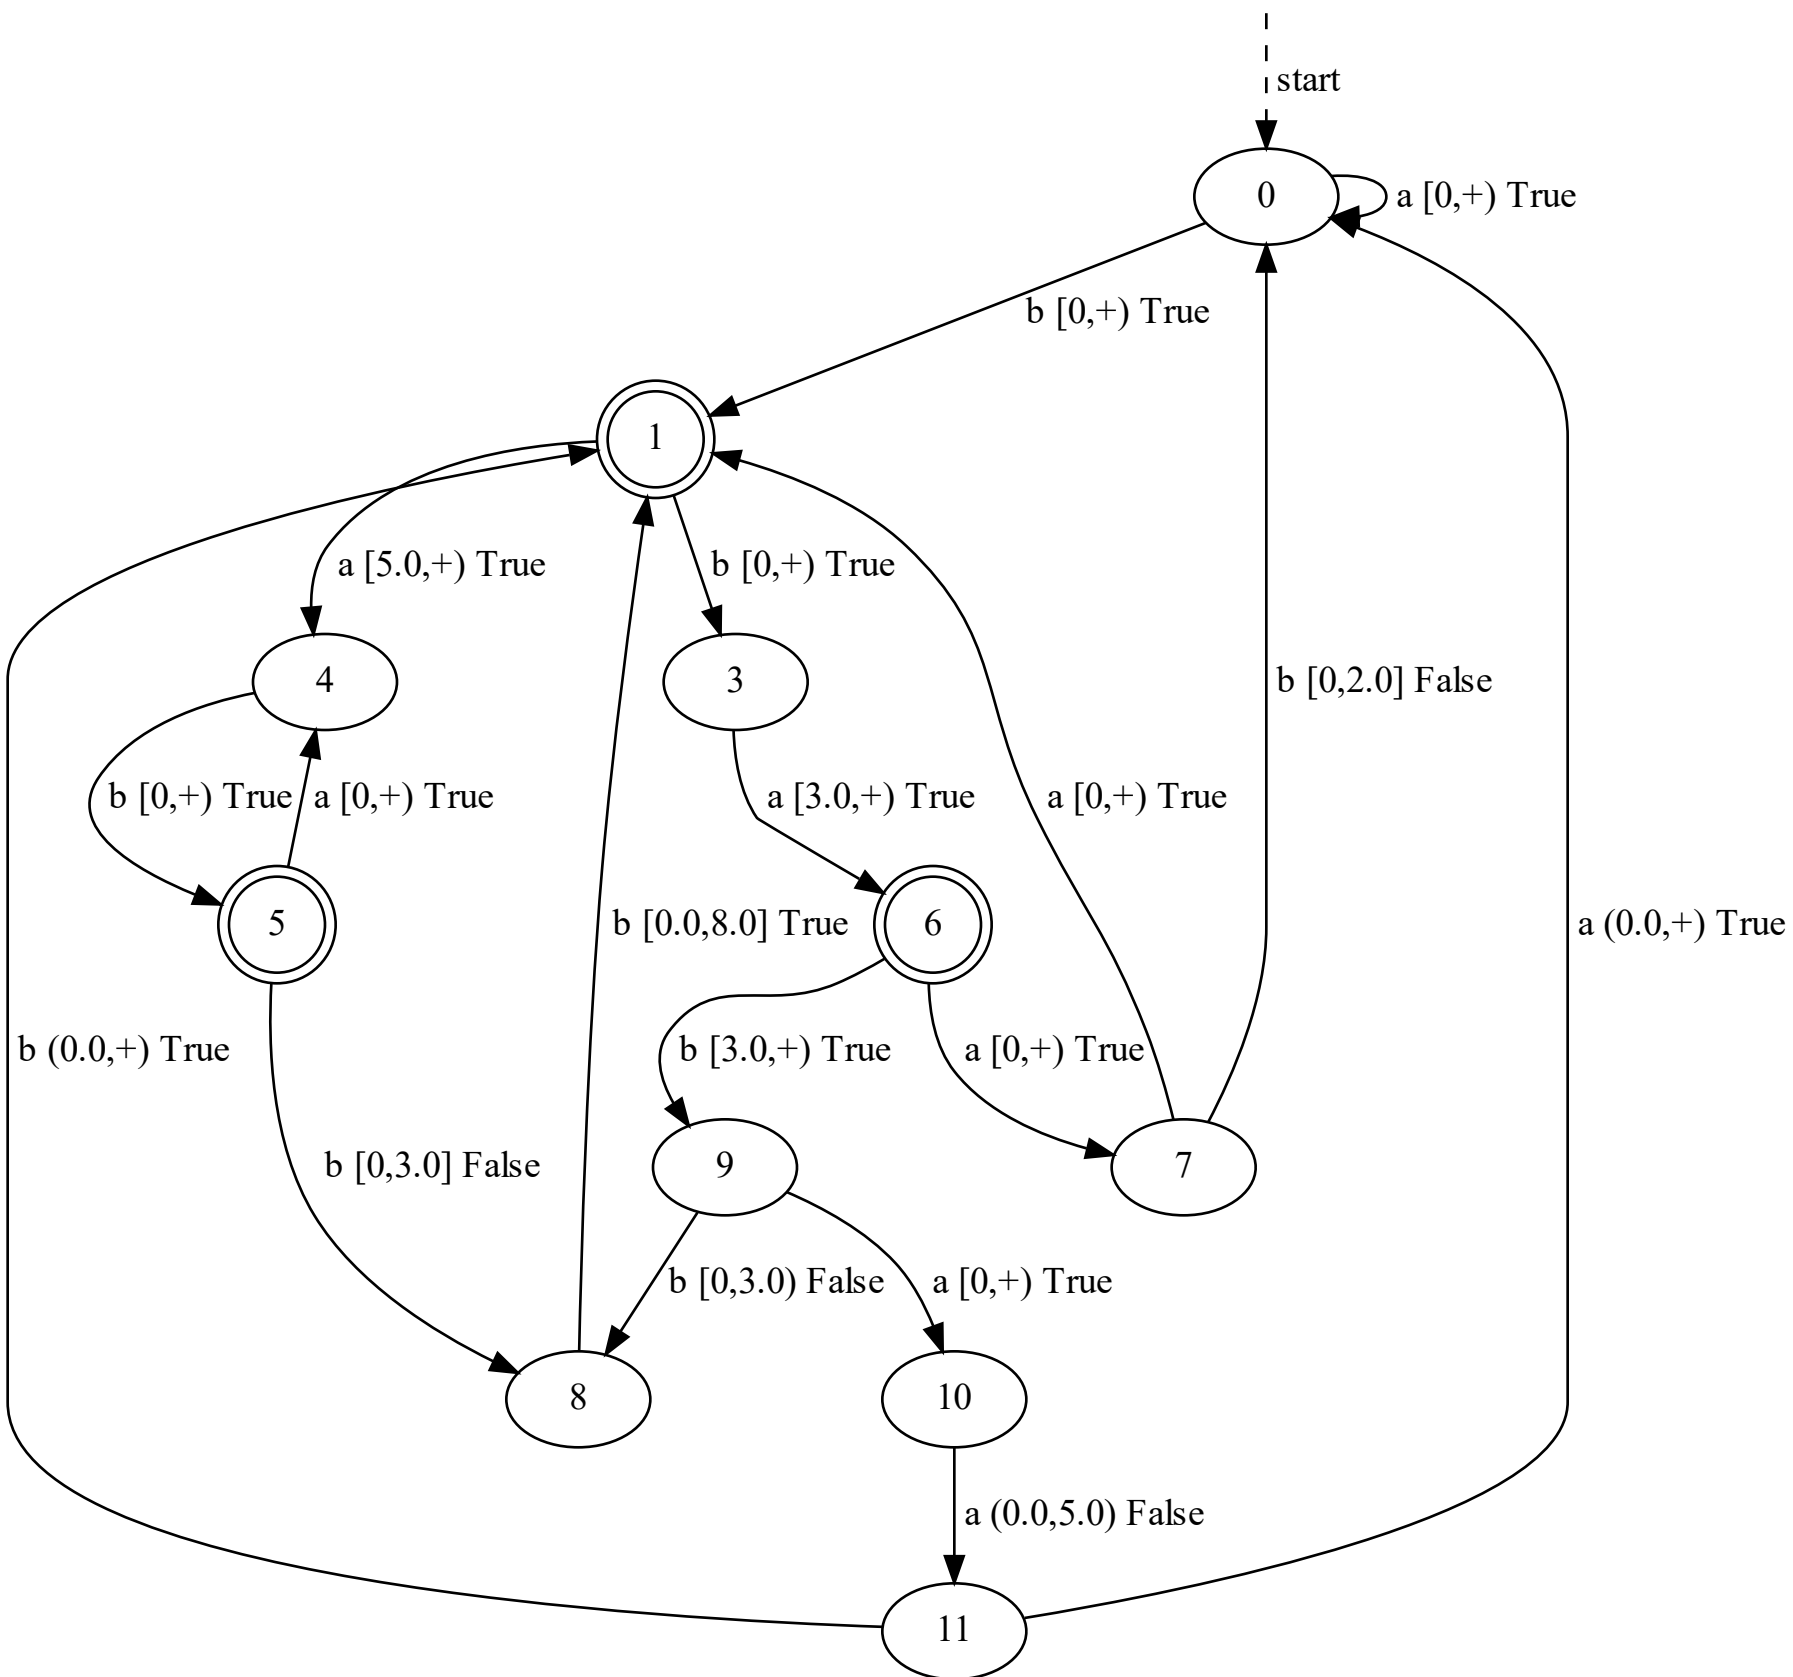 start
0
a [0,+) True
b [0,+) True
1
a [5.0,+) True
b [0,+) True
4
3
b [0,2.0] False
b [0,+) True
a [0,+) True
a [3.0,+) True
a [0,+) True
5
b [0.0,8.0] True
6
a (0.0,+) True
b (0.0,+) True
b [3.0,+) True
a [0,+) True
b [0,3.0] False
9
7
b [0,3.0) False
a [0,+) True
8
10
a (0.0,5.0) False
11